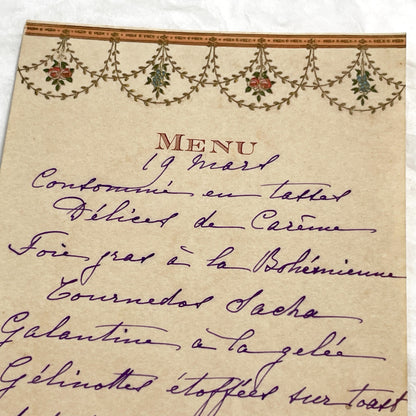 MENU
19 Mars
Consommé en tasses
Délices de Carême
Foie gras à la Bohémienne
Tournedos Sacha
Galantine à la gelée
Gélinottes étoffées sur toast